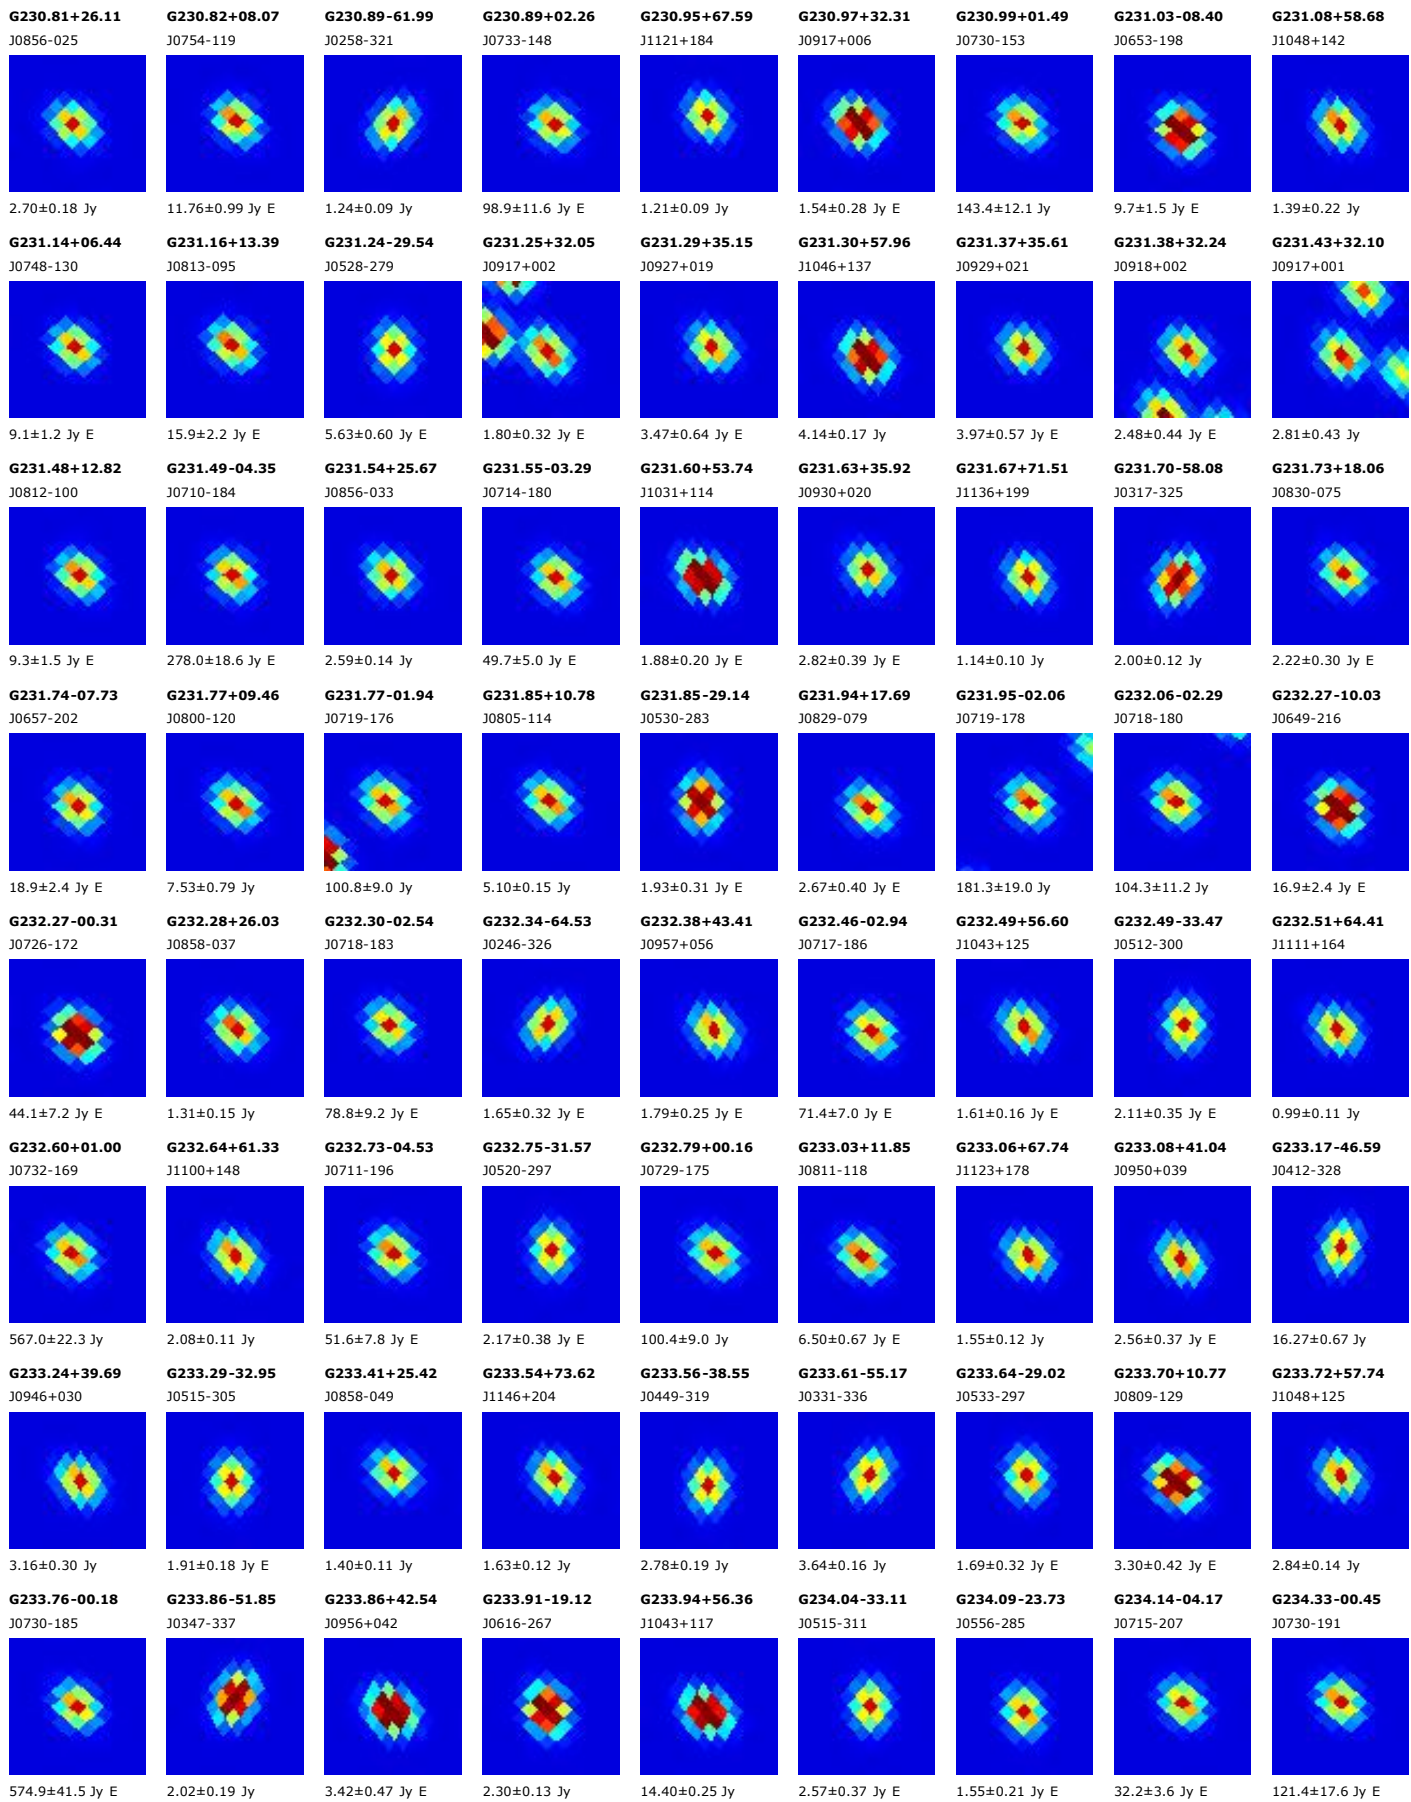 G230.81+26.11 G230.82+08.07 G230.89-61.99 G230.89+02.26 G230.95+67.59 G230.97+32.31 G230.99+01.49 G231.03-08.40 G231.08+58.68
J0856-025 J0754-119 J0258-321 J0733-148 J1121+184 J0917+006 J0730-153 J0653-198 J1048+142
2.70±0.18 Jy 11.76±0.99 Jy E 1.24±0.09 Jy 98.9±11.6 Jy E 1.21±0.09 Jy 1.54±0.28 Jy E 143.4±12.1 Jy 9.7±1.5 Jy E 1.39±0.22 Jy
G231.14+06.44 G231.16+13.39 G231.24-29.54 G231.25+32.05 G231.29+35.15 G231.30+57.96 G231.37+35.61 G231.38+32.24 G231.43+32.10
J0748-130 J0813-095 J0528-279 J0917+002 J0927+019 J1046+137 J0929+021 J0918+002 J0917+001
9.1±1.2 Jy E 15.9±2.2 Jy E 5.63±0.60 Jy E 1.80±0.32 Jy E 3.47±0.64 Jy E 4.14±0.17 Jy 3.97±0.57 Jy E 2.48±0.44 Jy E 2.81±0.43 Jy
G231.48+12.82 G231.49-04.35 G231.54+25.67 G231.55-03.29 G231.60+53.74 G231.63+35.92 G231.67+71.51 G231.70-58.08 G231.73+18.06
J0812-100 J0710-184 J0856-033 J0714-180 J1031+114 J0930+020 J1136+199 J0317-325 J0830-075
9.3±1.5 Jy E 278.0±18.6 Jy E 2.59±0.14 Jy 49.7±5.0 Jy E 1.88±0.20 Jy E 2.82±0.39 Jy E 1.14±0.10 Jy 2.00±0.12 Jy 2.22±0.30 Jy E
G231.74-07.73 G231.77+09.46 G231.77-01.94 G231.85+10.78 G231.85-29.14 G231.94+17.69 G231.95-02.06 G232.06-02.29 G232.27-10.03
J0657-202 J0800-120 J0719-176 J0805-114 J0530-283 J0829-079 J0719-178 J0718-180 J0649-216
18.9±2.4 Jy E 7.53±0.79 Jy 100.8±9.0 Jy 5.10±0.15 Jy 1.93±0.31 Jy E 2.67±0.40 Jy E 181.3±19.0 Jy 104.3±11.2 Jy 16.9±2.4 Jy E
G232.27-00.31 G232.28+26.03 G232.30-02.54 G232.34-64.53 G232.38+43.41 G232.46-02.94 G232.49+56.60 G232.49-33.47 G232.51+64.41
J0726-172 J0858-037 J0718-183 J0246-326 J0957+056 J0717-186 J1043+125 J0512-300 J1111+164
44.1±7.2 Jy E 1.31±0.15 Jy 78.8±9.2 Jy E 1.65±0.32 Jy E 1.79±0.25 Jy E 71.4±7.0 Jy E 1.61±0.16 Jy E 2.11±0.35 Jy E 0.99±0.11 Jy
G232.60+01.00 G232.64+61.33 G232.73-04.53 G232.75-31.57 G232.79+00.16 G233.03+11.85 G233.06+67.74 G233.08+41.04 G233.17-46.59
J0732-169 J1100+148 J0711-196 J0520-297 J0729-175 J0811-118 J1123+178 J0950+039 J0412-328
567.0±22.3 Jy 2.08±0.11 Jy 51.6±7.8 Jy E 2.17±0.38 Jy E 100.4±9.0 Jy 6.50±0.67 Jy E 1.55±0.12 Jy 2.56±0.37 Jy E 16.27±0.67 Jy
G233.24+39.69 G233.29-32.95 G233.41+25.42 G233.54+73.62 G233.56-38.55 G233.61-55.17 G233.64-29.02 G233.70+10.77 G233.72+57.74
J0946+030 J0515-305 J0858-049 J1146+204 J0449-319 J0331-336 J0533-297 J0809-129 J1048+125
3.16±0.30 Jy 1.91±0.18 Jy E 1.40±0.11 Jy 1.63±0.12 Jy 2.78±0.19 Jy 3.64±0.16 Jy 1.69±0.32 Jy E 3.30±0.42 Jy E 2.84±0.14 Jy
G233.76-00.18 G233.86-51.85 G233.86+42.54 G233.91-19.12 G233.94+56.36 G234.04-33.11 G234.09-23.73 G234.14-04.17 G234.33-00.45
J0730-185 J0347-337 J0956+042 J0616-267 J1043+117 J0515-311 J0556-285 J0715-207 J0730-191
574.9±41.5 Jy E 2.02±0.19 Jy 3.42±0.47 Jy E 2.30±0.13 Jy 14.40±0.25 Jy 2.57±0.37 Jy E 1.55±0.21 Jy E 32.2±3.6 Jy E 121.4±17.6 Jy E